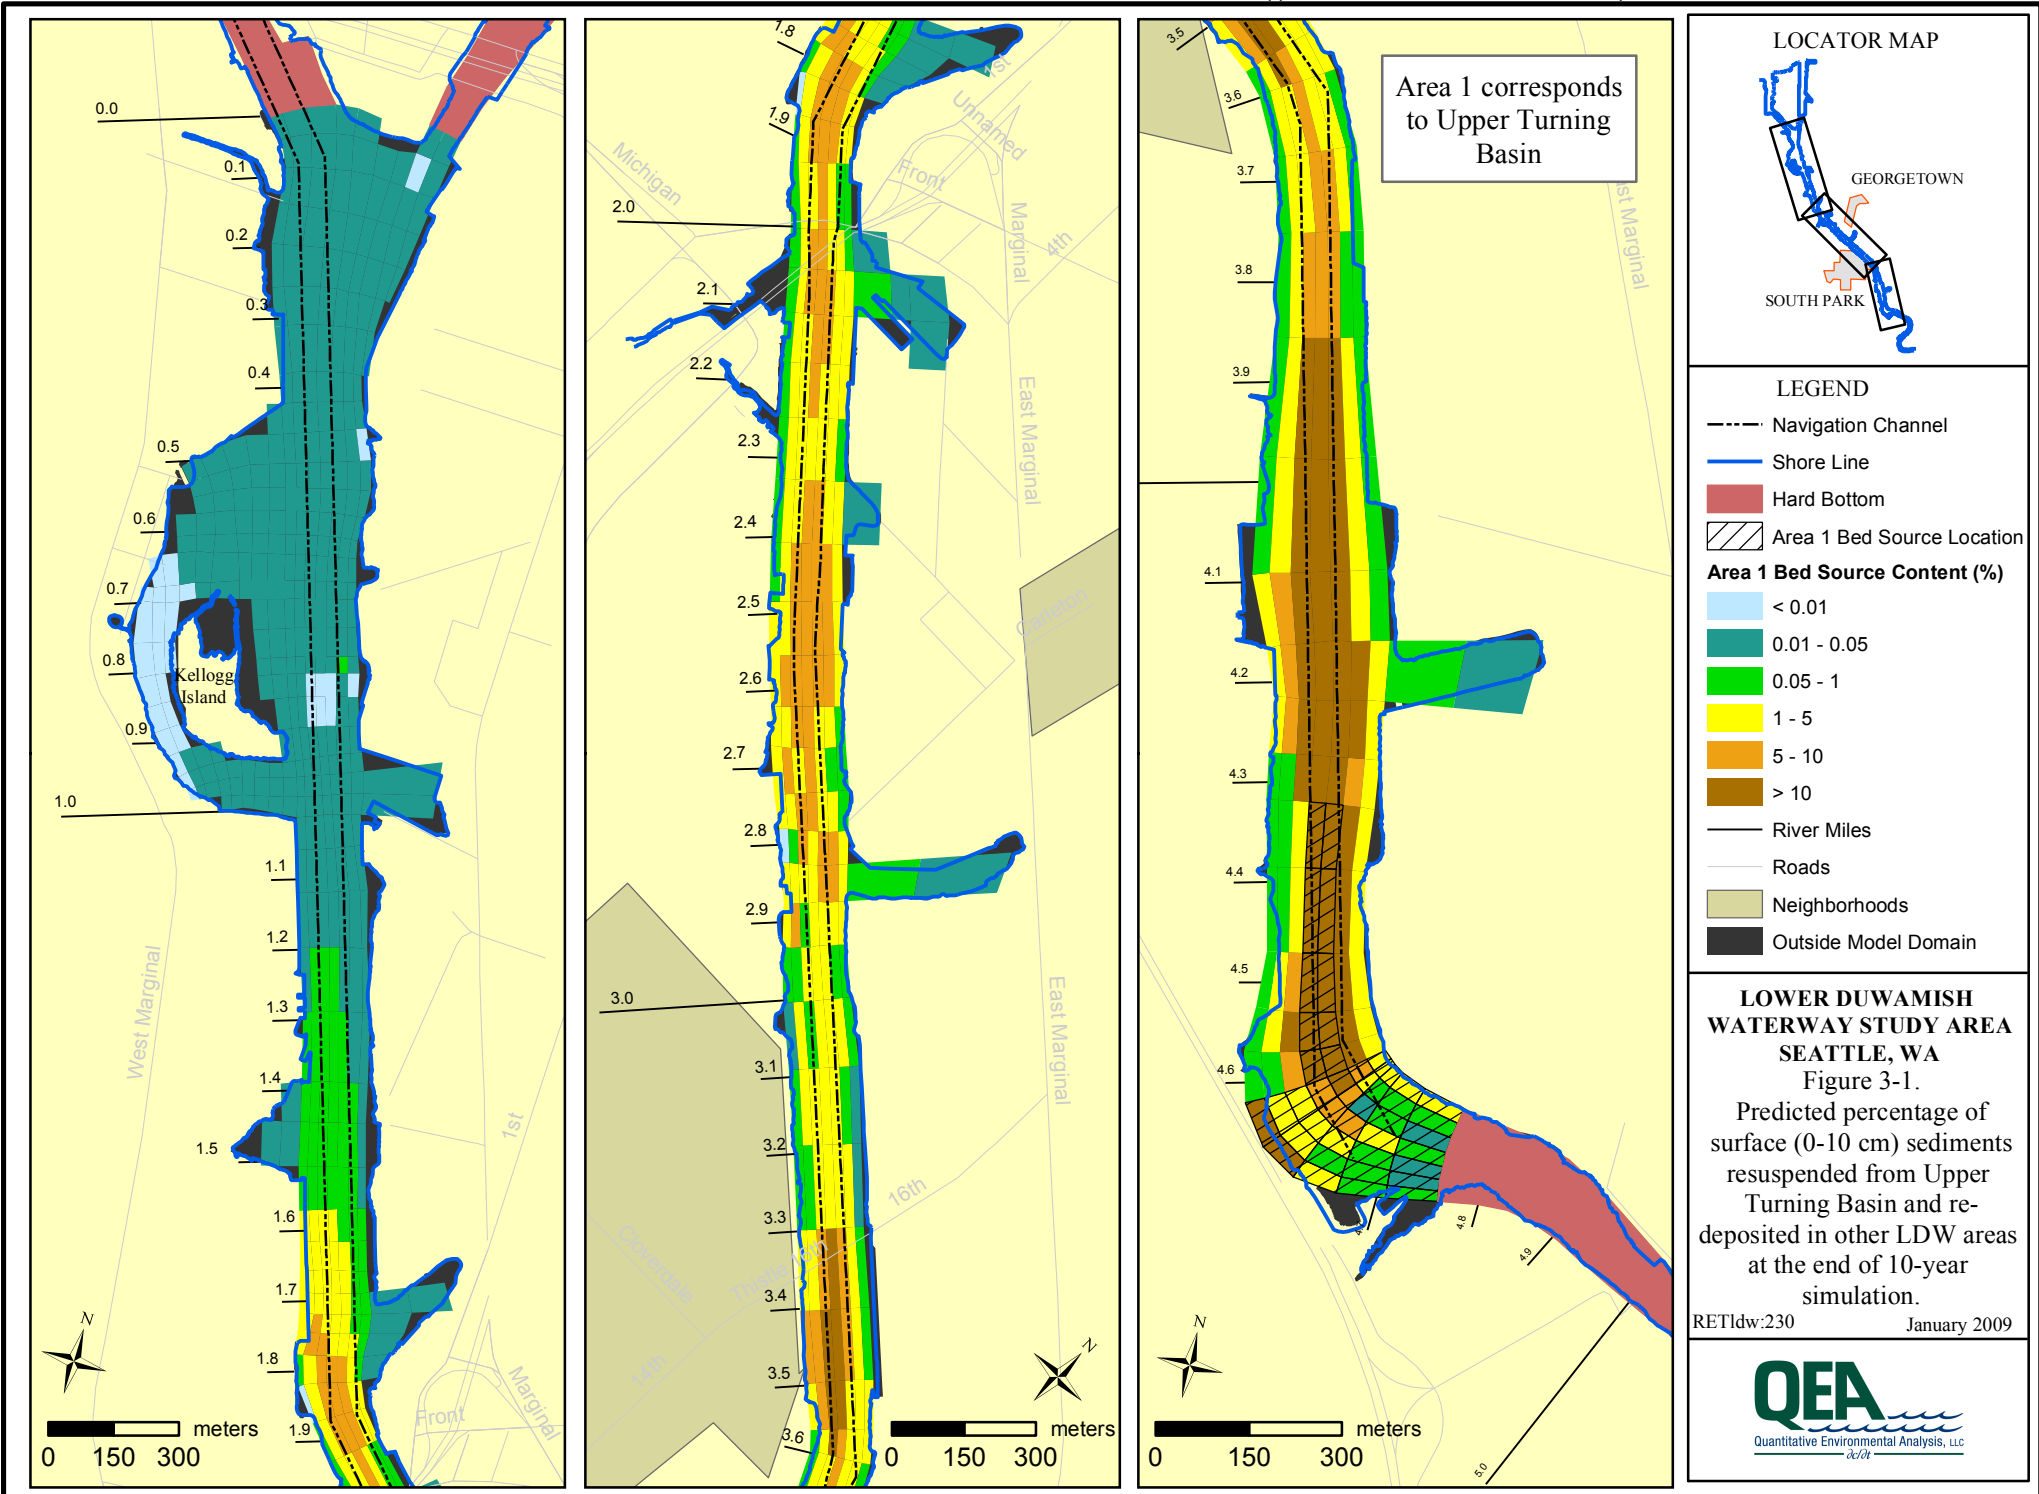 0.0
0.1
0.2
0.3
0.4
0.5
0.6
0.7
0.8
0.9
1.0
1.1
1.2
1.3
1.4
1.5
1.6
1.7
1.8
1.9
Kellogg
Island
West Marginal
1st
Front
Marginal
N
meters
0 150 300
1.8
1.9
2.0
2.1
2.2
2.3
2.4
2.5
2.6
2.7
2.8
2.9
3.0
3.1
3.2
3.3
3.4
3.5
3.6
1st
Unnamed
Michigan
Front
Marginal
4th
East Marginal
Carleton
East Marginal
16th
Cloverdale
Thistle
16th
14th
N
meters
0 150 300
3.5
3.6
3.7
3.8
3.9
4.1
4.2
4.3
4.4
4.5
4.6
4.8
4.9
5.0
Area 1 corresponds
to Upper Turning
Basin
st Marginal
N
meters
0 150 300
LOCATOR MAP
GEORGETOWN
SOUTH PARK
LEGEND
Navigation Channel
Shore Line
Hard Bottom
Area 1 Bed Source Location
Area 1 Bed Source Content (%)
< 0.01
0.01 - 0.05
0.05 - 1
1 - 5
5 - 10
> 10
River Miles
Roads
Neighborhoods
Outside Model Domain
LOWER DUWAMISH
WATERWAY STUDY AREA
SEATTLE, WA
Figure 3-1.
Predicted percentage of
surface (0-10 cm) sediments
resuspended from Upper
Turning Basin and re-
deposited in other LDW areas
at the end of 10-year
simulation.
RETldw:230 January 2009
QEA
Quantitative Environmental Analysis, LLC
∂c/∂t